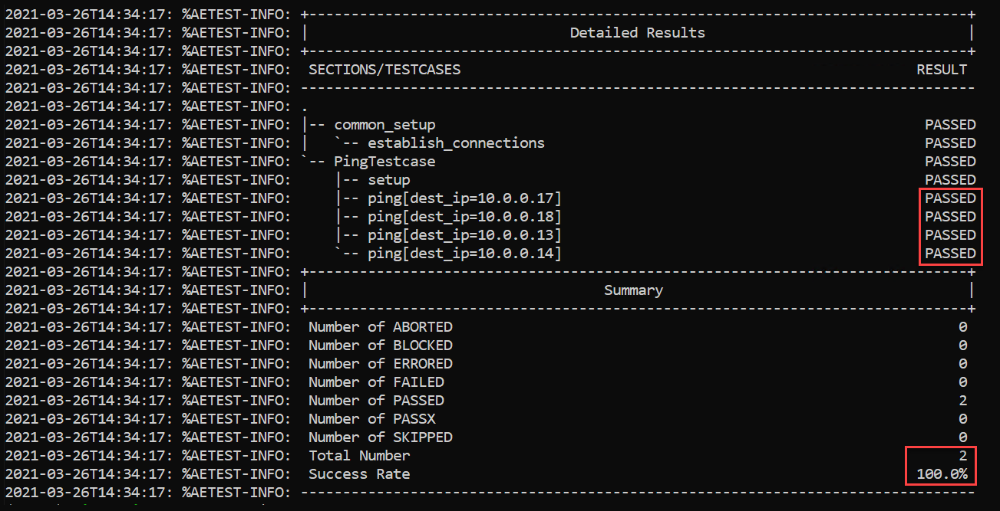 2021-03-26T14:34:17: %AETEST-INFO: +------------------------------------------------------------------------------+
2021-03-26T14:34:17: %AETEST-INFO: |                               Detailed Results                               |
2021-03-26T14:34:17: %AETEST-INFO: +------------------------------------------------------------------------------+
2021-03-26T14:34:17: %AETEST-INFO:  SECTIONS/TESTCASES                                                      RESULT
2021-03-26T14:34:17: %AETEST-INFO: --------------------------------------------------------------------------------
2021-03-26T14:34:17: %AETEST-INFO: .
2021-03-26T14:34:17: %AETEST-INFO: |-- common_setup                                                          PASSED
2021-03-26T14:34:17: %AETEST-INFO: |   `-- establish_connections                                             PASSED
2021-03-26T14:34:17: %AETEST-INFO: `-- PingTestcase                                                          PASSED
2021-03-26T14:34:17: %AETEST-INFO:     |-- setup                                                             PASSED
2021-03-26T14:34:17: %AETEST-INFO:     |-- ping[dest_ip=10.0.0.17]                                           PASSED
2021-03-26T14:34:17: %AETEST-INFO:     |-- ping[dest_ip=10.0.0.18]                                           PASSED
2021-03-26T14:34:17: %AETEST-INFO:     |-- ping[dest_ip=10.0.0.13]                                           PASSED
2021-03-26T14:34:17: %AETEST-INFO:     `-- ping[dest_ip=10.0.0.14]                                           PASSED
2021-03-26T14:34:17: %AETEST-INFO: +------------------------------------------------------------------------------+
2021-03-26T14:34:17: %AETEST-INFO: |                                   Summary                                    |
2021-03-26T14:34:17: %AETEST-INFO: +------------------------------------------------------------------------------+
2021-03-26T14:34:17: %AETEST-INFO:  Number of ABORTED                                                            0
2021-03-26T14:34:17: %AETEST-INFO:  Number of BLOCKED                                                            0
2021-03-26T14:34:17: %AETEST-INFO:  Number of ERRORED                                                            0
2021-03-26T14:34:17: %AETEST-INFO:  Number of FAILED                                                             0
2021-03-26T14:34:17: %AETEST-INFO:  Number of PASSED                                                             2
2021-03-26T14:34:17: %AETEST-INFO:  Number of PASSX                                                              0
2021-03-26T14:34:17: %AETEST-INFO:  Number of SKIPPED                                                            0
2021-03-26T14:34:17: %AETEST-INFO:  Total Number                                                                 2
2021-03-26T14:34:17: %AETEST-INFO:  Success Rate                                                            100.0%
2021-03-26T14:34:17: %AETEST-INFO: --------------------------------------------------------------------------------